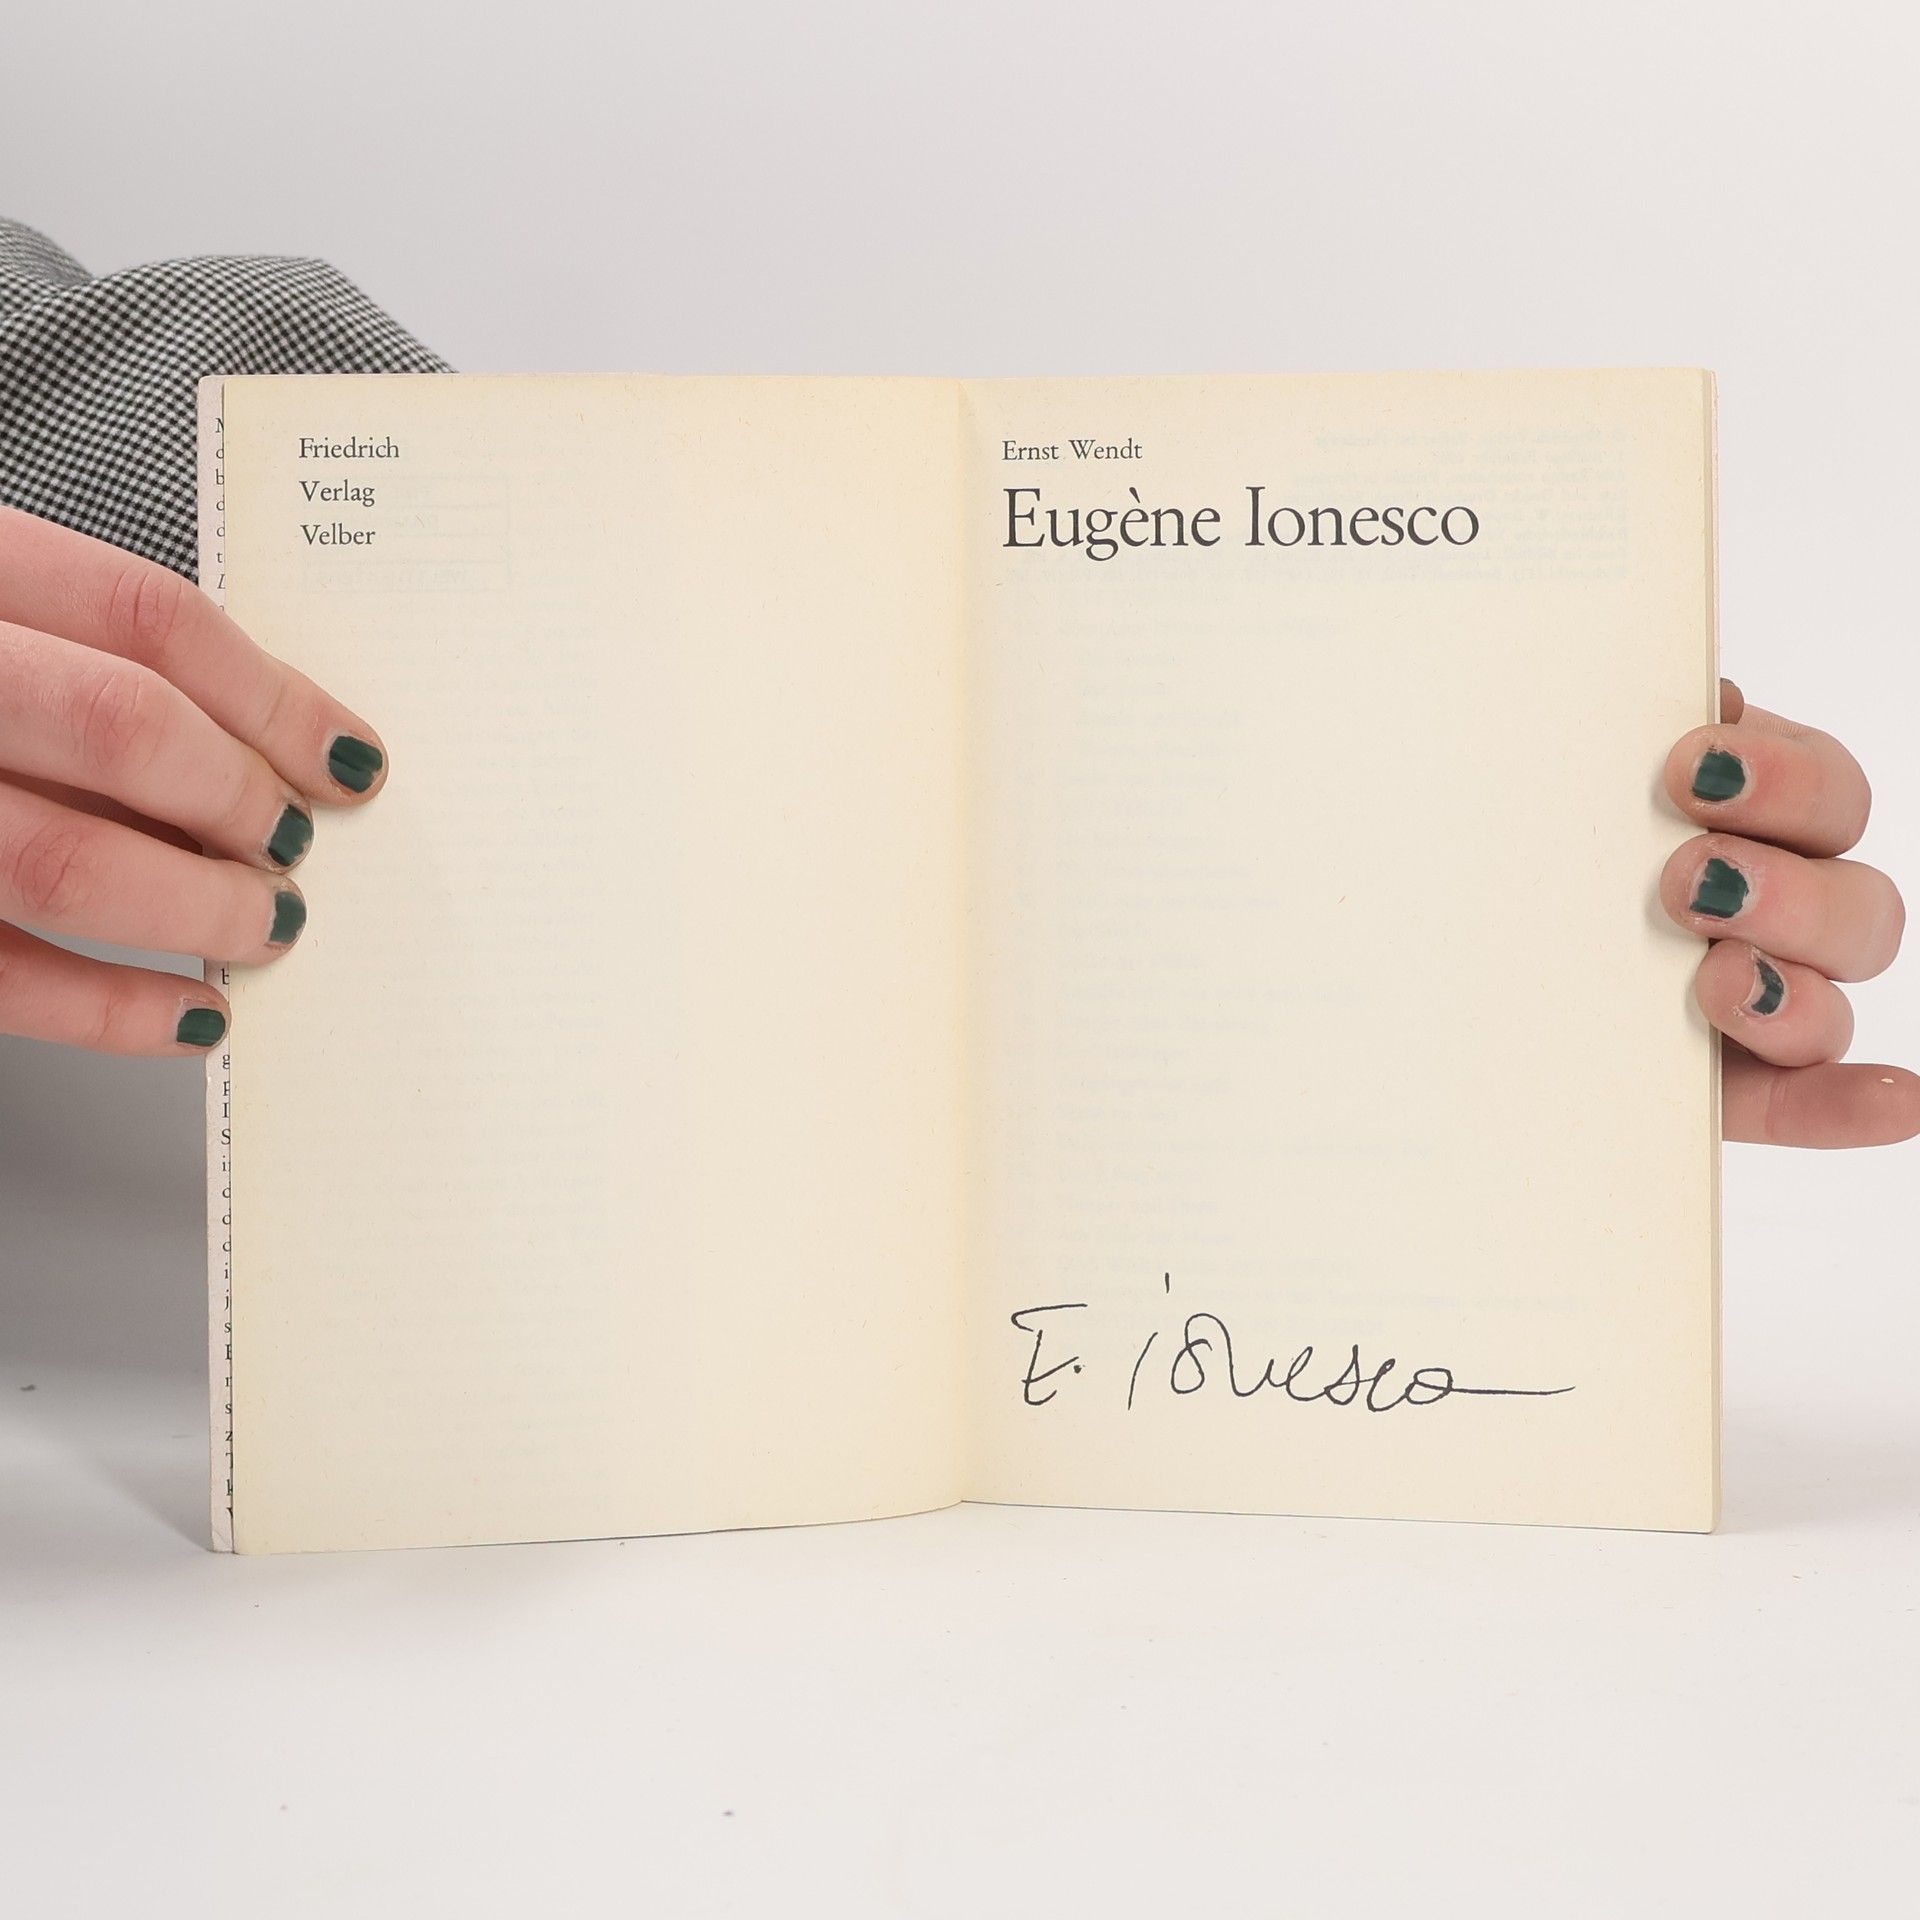 Friedrich
Verlag
Velber
Ernst Wendt
Eugène Ionesco
E. Ionesco